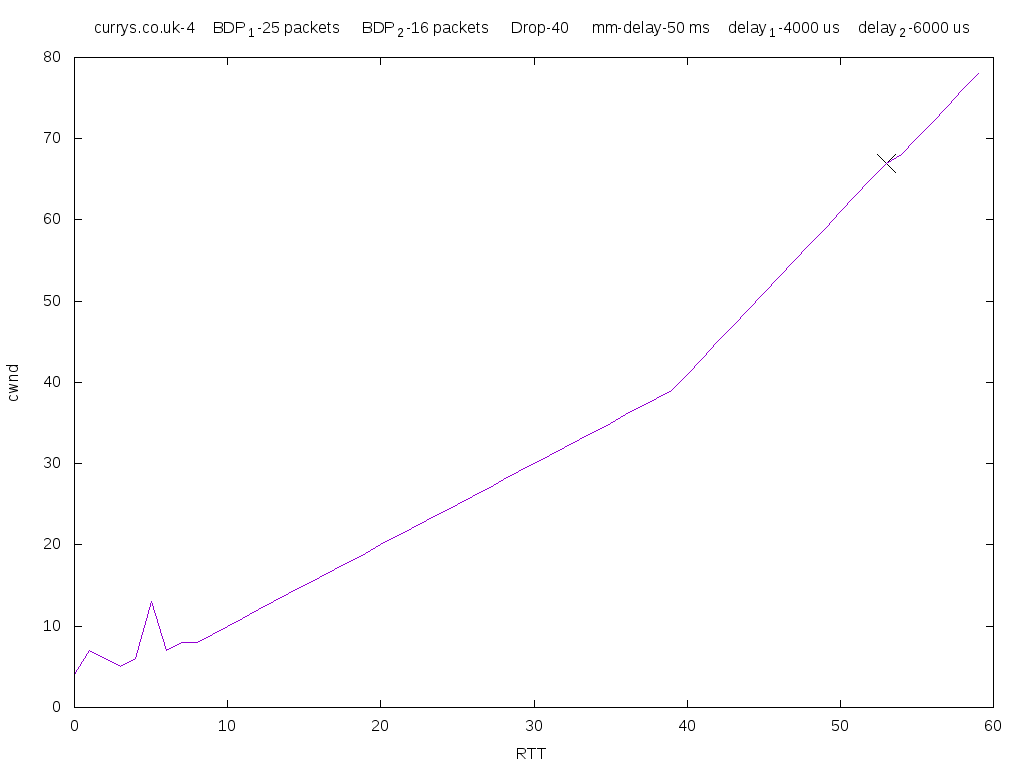 currys.co.uk-4 BDP1-25 packets BDP2-16 packets Drop-40 mm-delay-50 ms delay1-4000 us delay2-6000 us
80
70
60
50
40
30
20
10
0
cwnd
0 10 20 30 40 50 60
RTT